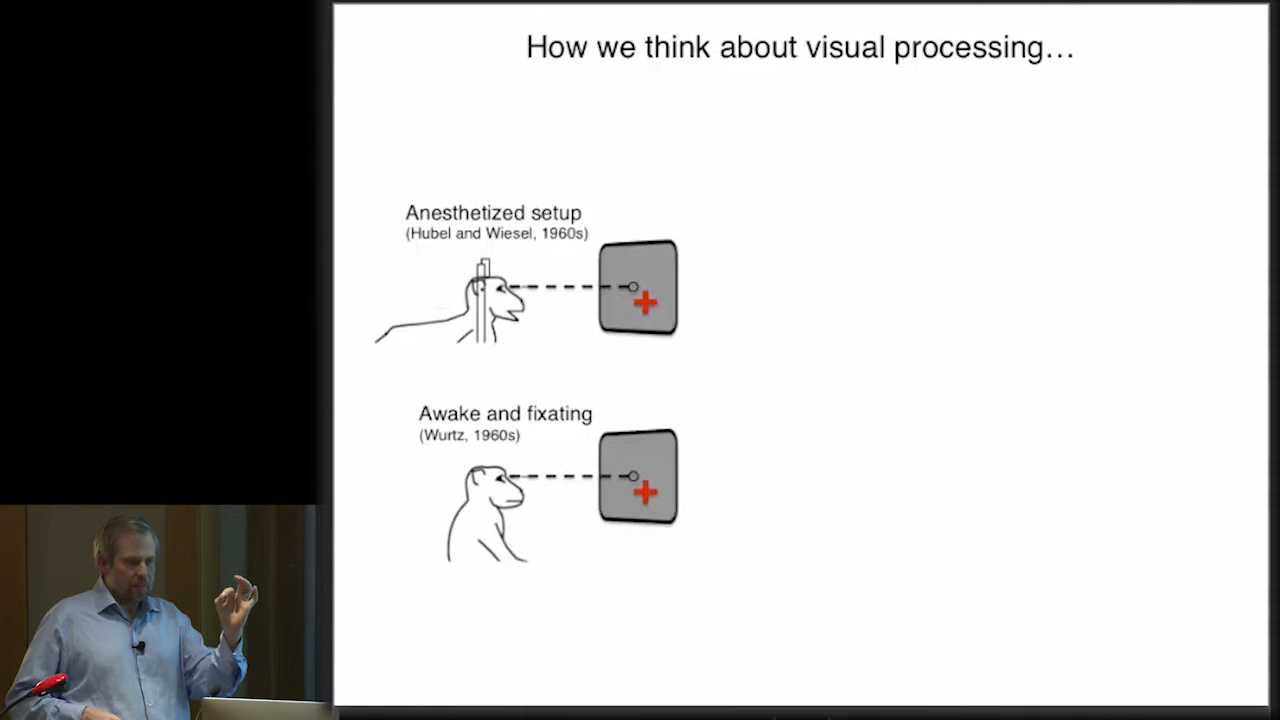 How we think about visual processing…
Anesthetized setup
(Hubel and Wiesel, 1960s)
Awake and fixating
(Wurtz, 1960s)